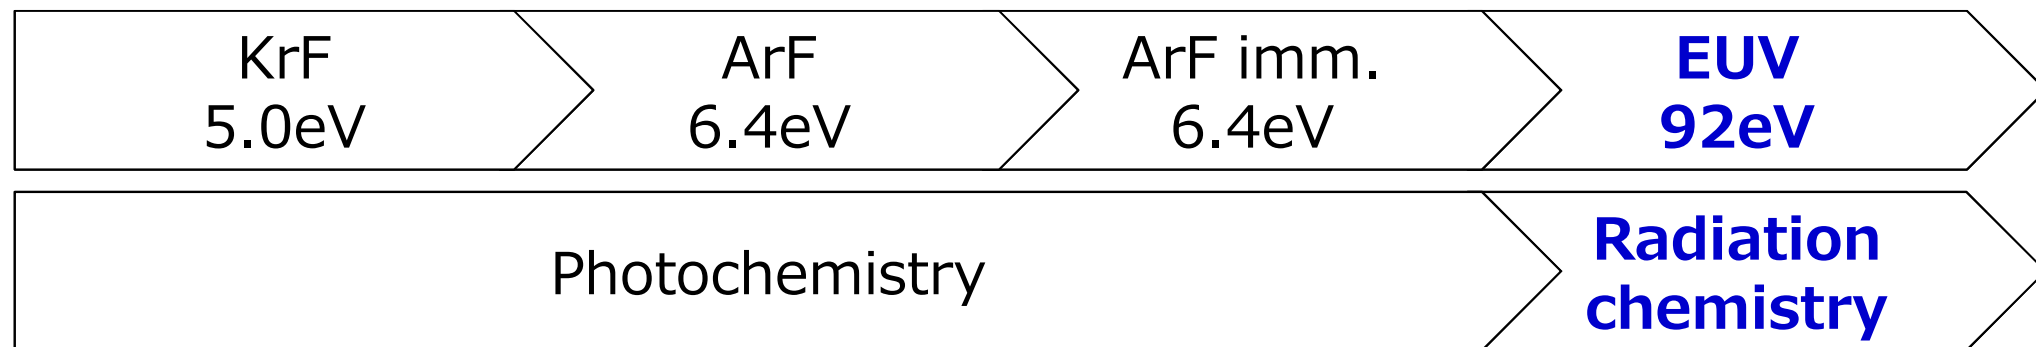 KrF
5.0eV
ArF
6.4eV
ArF imm.
6.4eV
EUV
92eV
Photochemistry
Radiation
chemistry